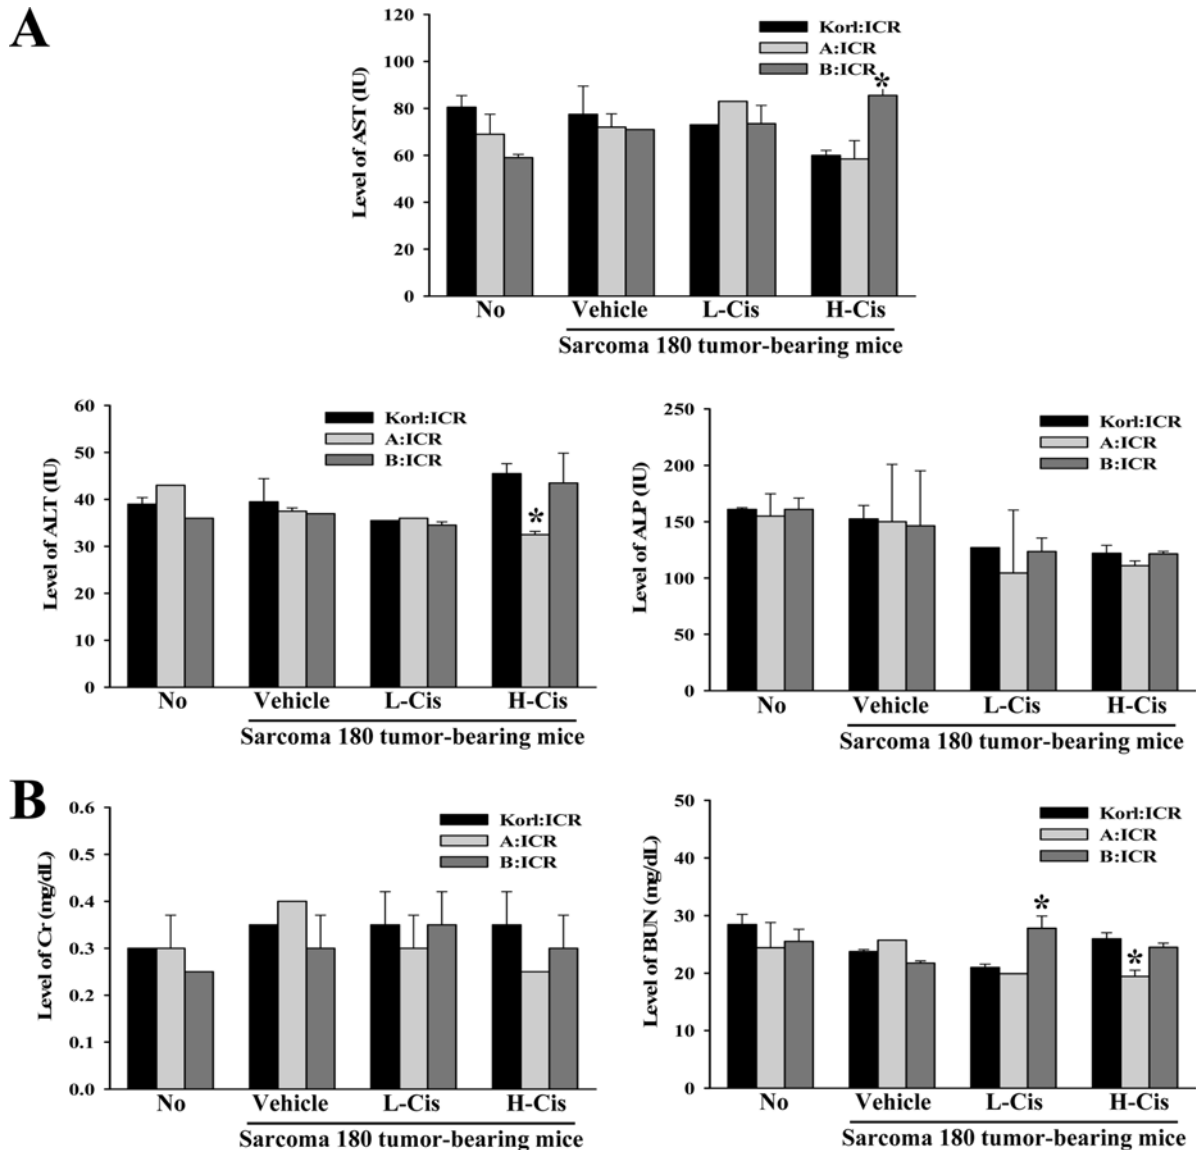 A
Level of AST (IU)
120
100
80
60
40
20
0
Korl:ICR
A:ICR
B:ICR
*
No Vehicle L-Cis H-Cis
Sarcoma 180 tumor-bearing mice
Level of ALT (IU)
60
50
40
30
20
10
0
Korl:ICR
A:ICR
B:ICR
*
No Vehicle L-Cis H-Cis
Sarcoma 180 tumor-bearing mice
Level of ALP (IU)
250
200
150
100
50
0
Korl:ICR
A:ICR
B:ICR
No Vehicle L-Cis H-Cis
Sarcoma 180 tumor-bearing mice
B
Level of Cr (mg/dL)
0.6
0.5
0.4
0.3
0.2
0.1
0.0
Korl:ICR
A:ICR
B:ICR
No Vehicle L-Cis H-Cis
Sarcoma 180 tumor-bearing mice
Level of BUN (mg/dL)
50
40
30
20
10
0
Korl:ICR
A:ICR
B:ICR
*
*
No Vehicle L-Cis H-Cis
Sarcoma 180 tumor-bearing mice